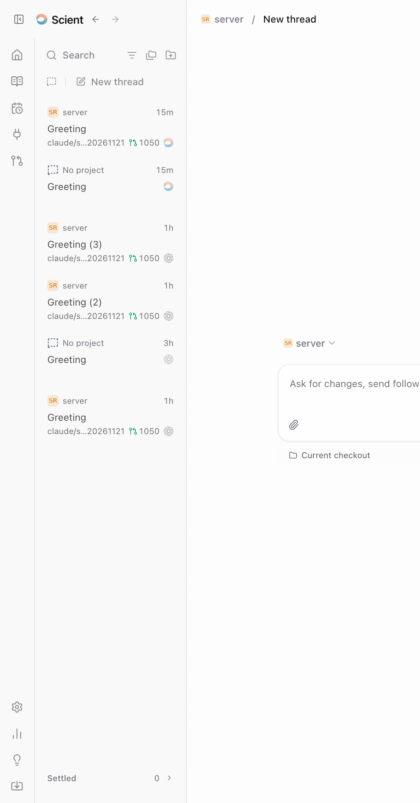 Scient
SR server / New thread
Search
New thread
SR server 15m
Greeting
claude/s...20261121 1050
No project 15m
Greeting
SR server 1h
Greeting (3)
claude/s...20261121 1050
SR server 1h
Greeting (2)
claude/s...20261121 1050
No project 3h
Greeting
SR server 1h
Greeting
claude/s...20261121 1050
SR server
Ask for changes, send follow
Current checkout
Settled 0